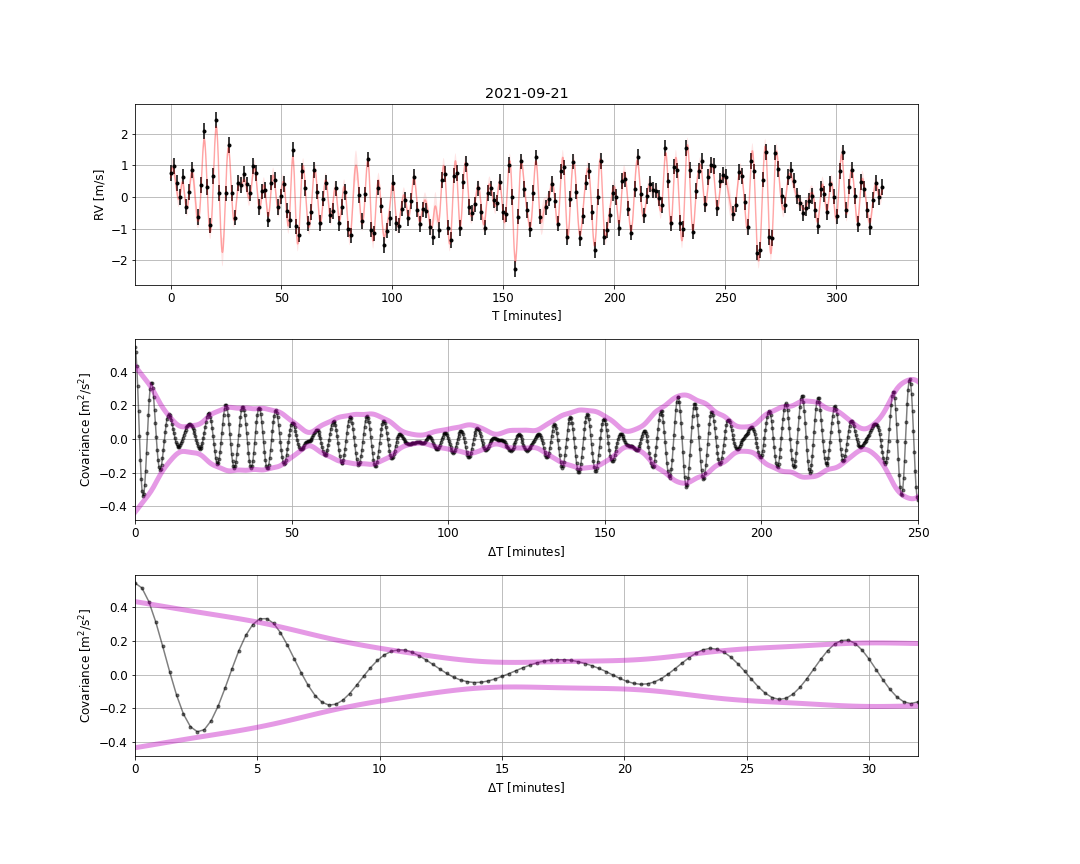 2021-09-21
2
1
0
−1
−2
RV [m/s]
0 50 100 150 200 250 300
T [minutes]
0.4
0.2
0.0
−0.2
−0.4
Covariance [m²/s²]
0 50 100 150 200 250
ΔT [minutes]
0.4
0.2
0.0
−0.2
−0.4
Covariance [m²/s²]
0 5 10 15 20 25 30
ΔT [minutes]